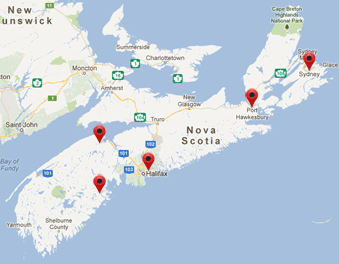 New
unswick
Cape Breton
Highlands
National Park
Summerside
Charlottetown
Moncton
Sydney
Glace
Sydney
Amherst
New
Glasgow
Port
Hawkesbury
Saint John
Truro
Nova
Scotia
102
Bay of
Fundy
101
103
Halifax
101
Shelburne
County
Yarmouth